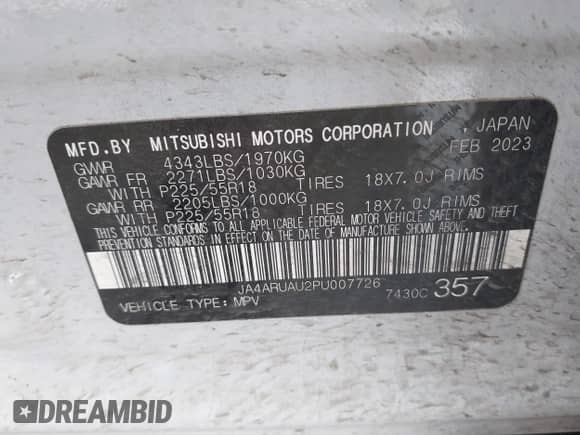 MFD.BY MITSUBISHI MOTORS CORPORATION , JAPAN
GVWR 4343LBS/1970KG FEB 2023
GAWR FR 2271LBS/1030KG
WITH P225/55R18 TIRES 18X7.0J RIMS
GAWR RR 2205LBS/1000KG
WITH P225/55R18 TIRES 18X7.0J RIMS
THIS VEHICLE CONFORMS TO ALL APPLICABLE FEDERAL MOTOR VEHICLE SAFETY AND THEFT
PREVENTION STANDARDS IN EFFECT ON THE DATE OF MANUFACTURE SHOWN ABOVE.
JA4ARUAU2PU007726
VEHICLE TYPE: MPV 7430C 357
DREAMBID